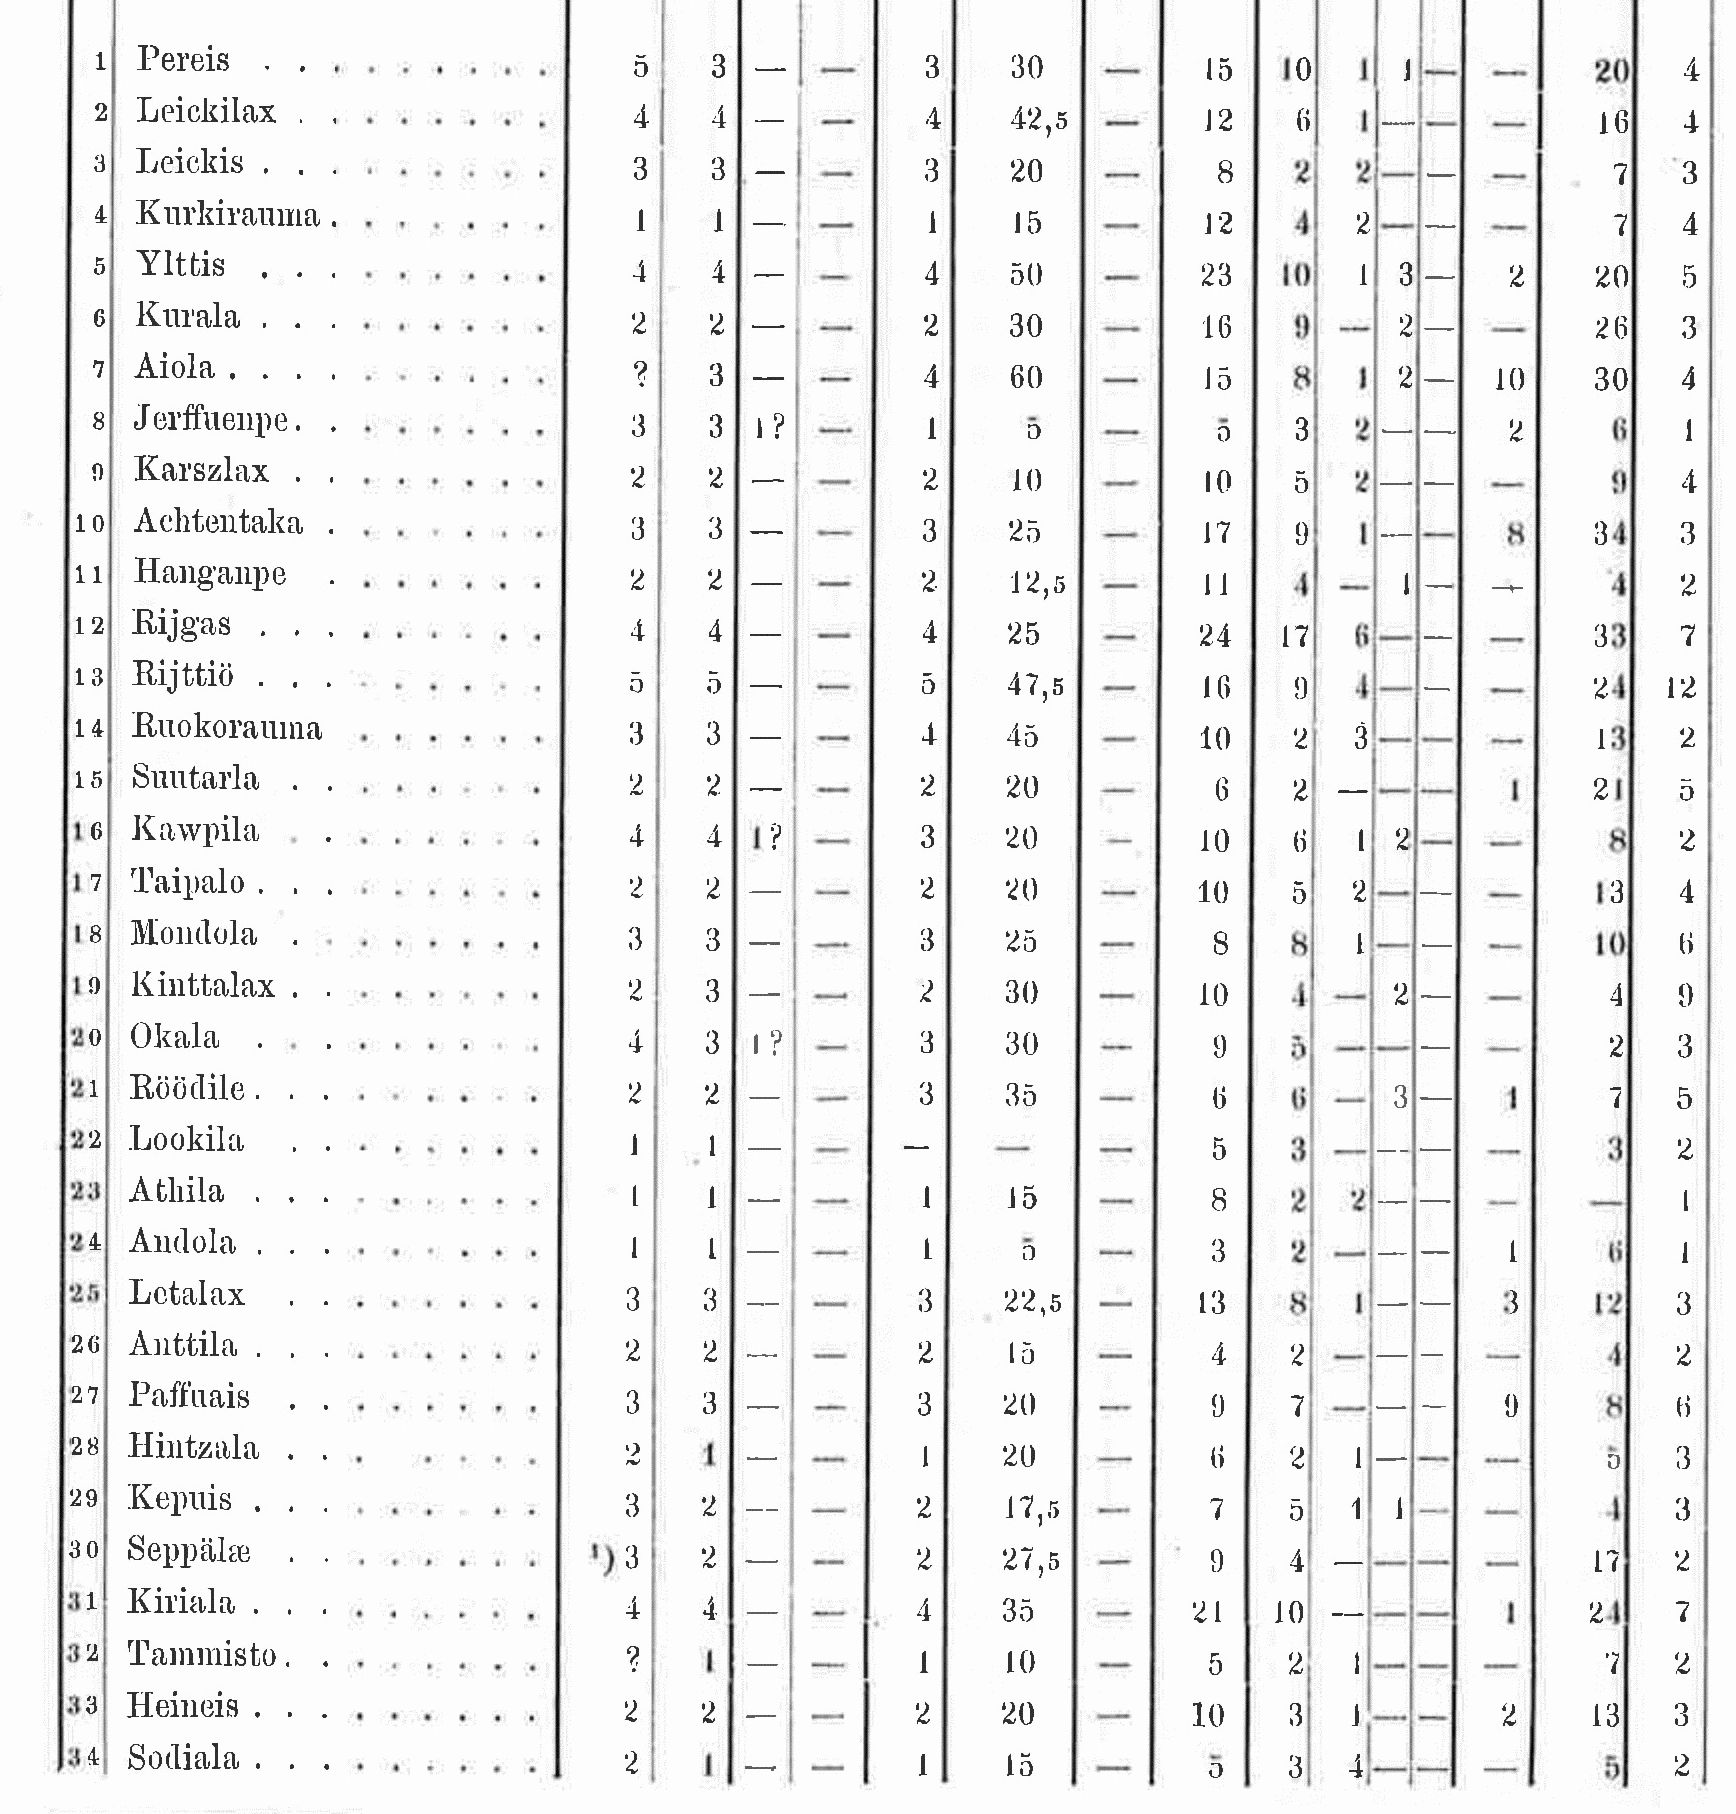 1 Pereis . . . . . . . . . 5 3 — — 3 30 — 15 10 1 1 — — 20 4
2 Leickilax . . . . . . . . 4 4 — — 4 42,5 — 12 6 1 — — — 16 4
3 Leickis . . . . . . . . . 3 3 — — 3 20 — 8 2 2 — — — 7 3
4 Kurkirauma . . . . . . . 1 1 — — 1 15 — 12 4 2 — — — 7 4
5 Ylttis . . . . . . . . . 4 4 — — 4 50 — 23 10 1 3 — 2 20 5
6 Kurala . . . . . . . . . 2 2 — — 2 30 — 16 9 — 2 — — 26 3
7 Aiola . . . . . . . . . . ? 3 — — 4 60 — 15 8 1 2 — 10 30 4
8 Jerffuenpe . . . . . . . . 3 3 1? — 1 5 — 5 3 2 — — 2 6 1
9 Karszlax . . . . . . . . 2 2 — — 2 10 — 10 5 2 — — — 9 4
10 Achtentaka . . . . . . . 3 3 — — 3 25 — 17 9 1 — — 8 34 3
11 Hanganpe . . . . . . . 2 2 — — 2 12,5 — 11 4 — 1 — — 4 2
12 Rijgas . . . . . . . . . 4 4 — — 4 25 — 24 17 6 — — — 33 7
13 Rijttiö . . . . . . . . . 5 5 — — 5 47,5 — 16 9 4 — — — 24 12
14 Ruokorauma . . . . . . 3 3 — — 4 45 — 10 2 3 — — — 13 2
15 Suutarla . . . . . . . . 2 2 — — 2 20 — 6 2 — — — 1 21 5
16 Kawpila . . . . . . . . 4 4 1? — 3 20 — 10 6 1 2 — — 8 2
17 Taipalo . . . . . . . . . 2 2 — — 2 20 — 10 5 2 — — — 13 4
18 Mondola . . . . . . . . 3 3 — — 3 25 — 8 8 1 — — — 10 6
19 Kinttalax . . . . . . . . 2 3 — — 2 30 — 10 4 — 2 — — 4 9
20 Okala . . . . . . . . . 4 3 1? — 3 30 — 9 5 — — — — 2 3
21 Röödile . . . . . . . . . 2 2 — — 3 35 — 6 6 — 3 — 1 7 5
22 Lookila . . . . . . . . 1 1 — — — — — 5 3 — — — — 3 2
23 Athila . . . . . . . . . 1 1 — — 1 15 — 8 2 2 — — — — 1
24 Andola . . . . . . . . . 1 1 — — 1 5 — 3 2 — — — 1 6 1
25 Letalax . . . . . . . . 3 3 — — 3 22,5 — 13 8 1 — — 3 12 3
26 Anttila . . . . . . . . . 2 2 — — 2 15 — 4 2 — — — — 4 2
27 Paffuais . . . . . . . . 3 3 — — 3 20 — 9 7 — — — 9 8 6
28 Hintzala . . . . . . . 2 1 — — 1 20 — 6 2 1 — — — 5 3
29 Kepuis . . . . . . . . . 3 2 — — 2 17,5 — 7 5 1 1 — — 4 3
30 Seppälæ . . . . . . . . ¹) 3 2 — — 2 27,5 — 9 4 — — — — 17 2
31 Kiriala . . . . . . . . . 4 4 — — 4 35 — 21 10 — — — 1 24 7
32 Tammisto . . . . . . . . ? 1 — — 1 10 — 5 2 1 — — — 7 2
33 Heineis . . . . . . . . . 2 2 — — 2 20 — 10 3 1 — — 2 13 3
34 Sodiala . . . . . . . . . 2 1 — — 1 15 — 5 3 4 — — — 5 2